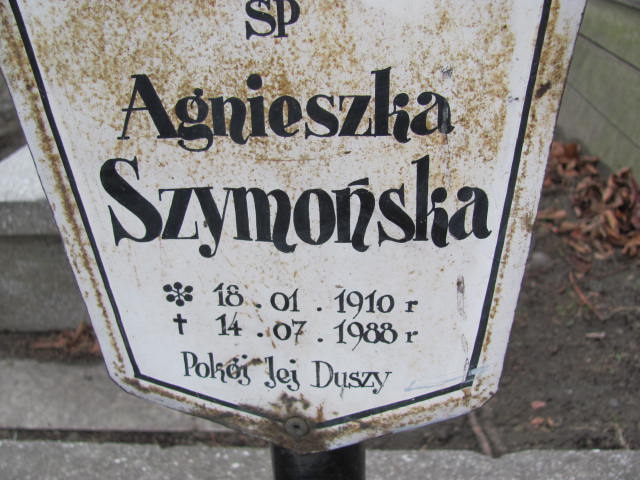 ŚP
Agnieszka
Szymońska
18.01.1910 r
✝ 14.07.1988 r
Pokój Jej Duszy